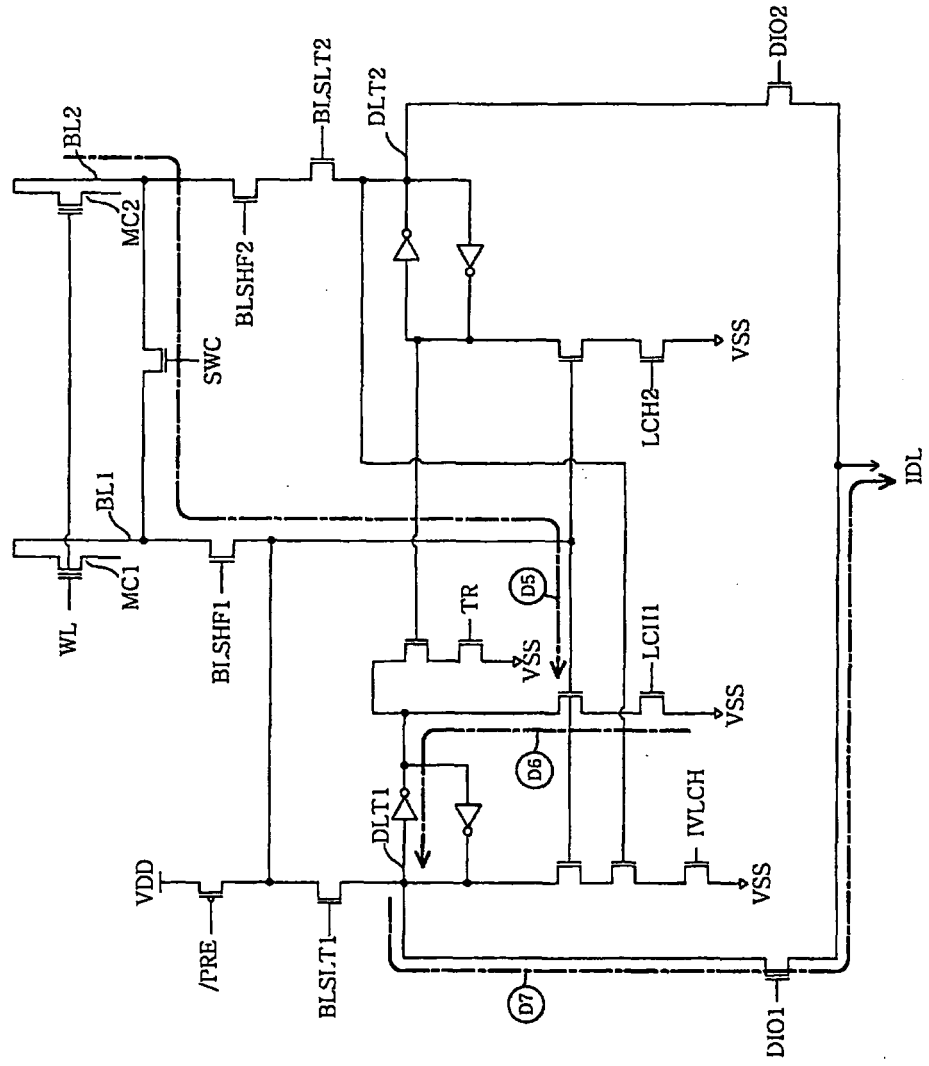 BL2
BL1
MC2
MC1
WL
SWC
BLSHF2
BLSHF1
BLSLT2
DLT2
VDD
/PRE
BLSLT1
DLT1
TR
VSS
D5
D6
D7
LCH2
VSS
LCII1
VSS
IVLCH
VSS
DIO2
DIO1
IDL